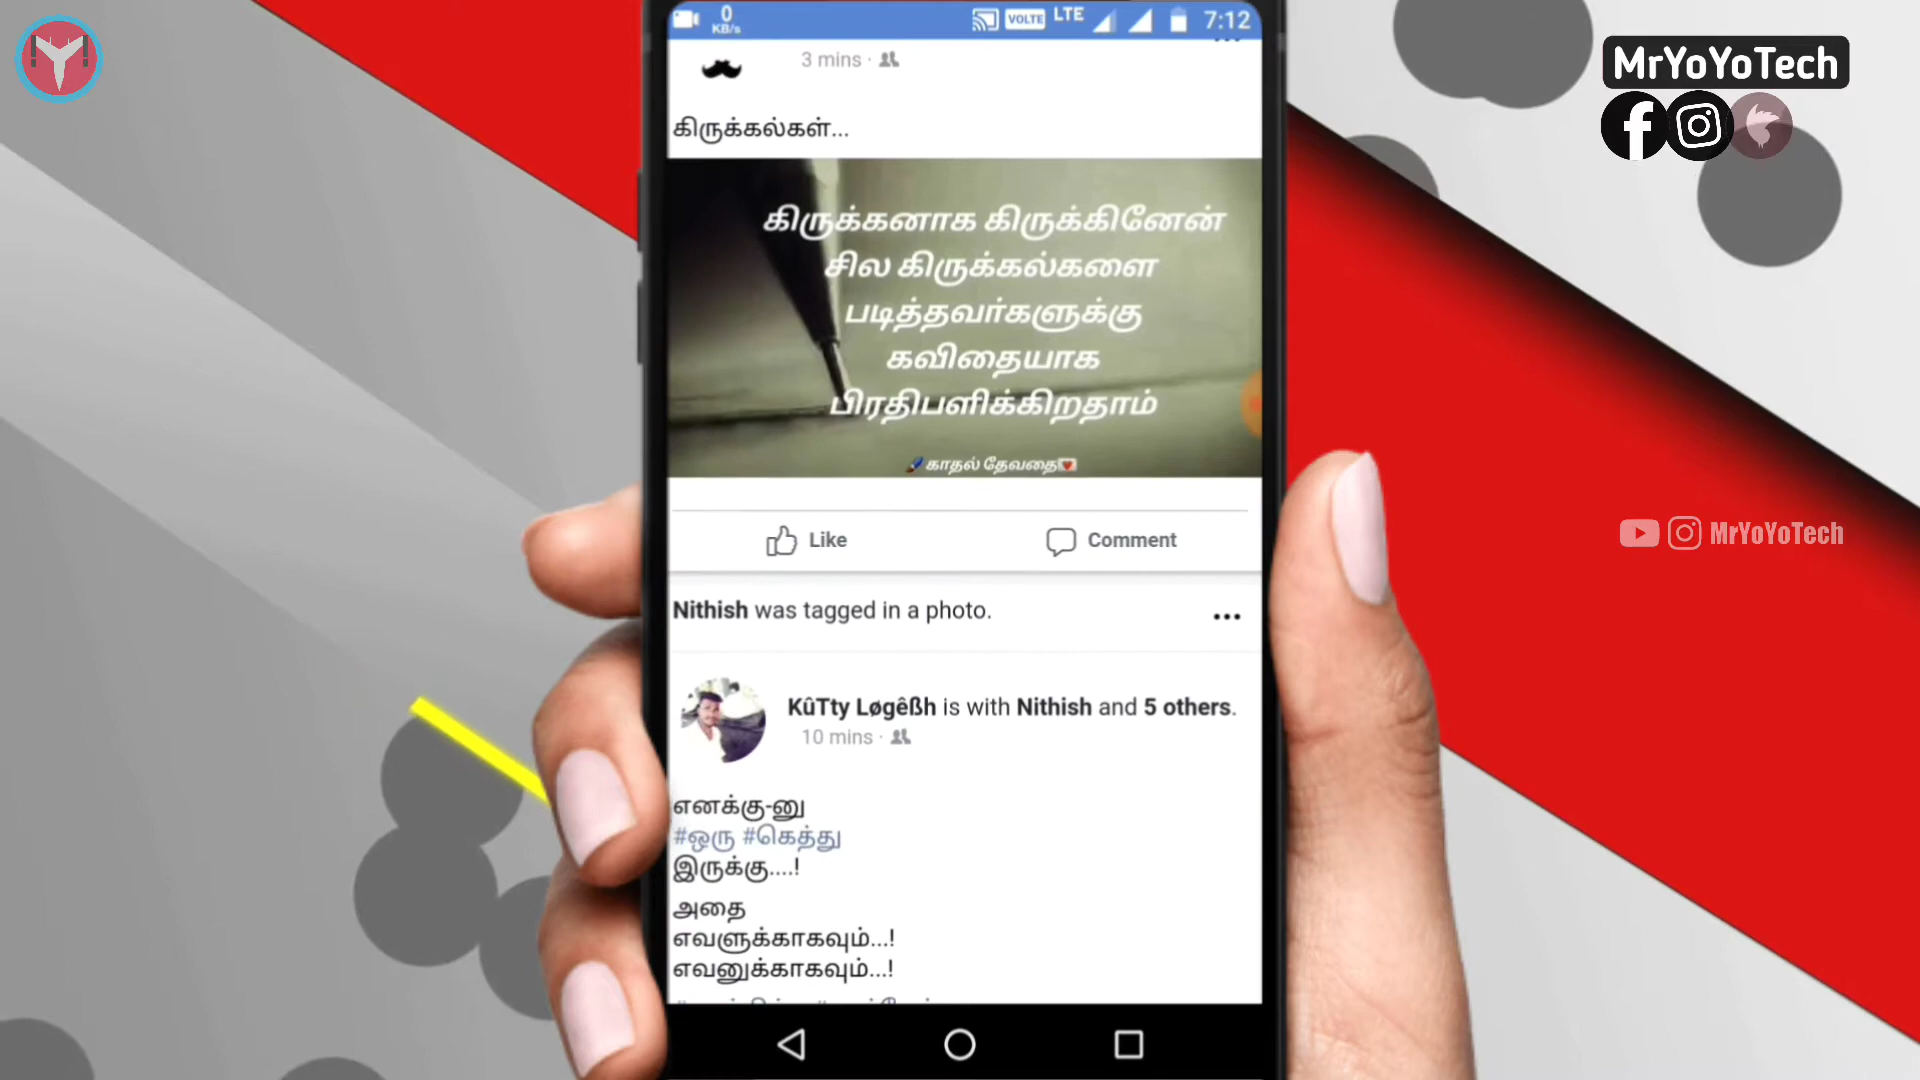 0
KB/s
VOLTE LTE 7:12
MrYoYoTech
3 mins ·
கிருக்கல்கள்...
கிருக்கனாக கிருக்கினேன்
சில கிருக்கல்களை
படித்தவர்களுக்கு
கவிதையாக
பிரதிபளிக்கிறதாம்
காதல் தேவதை
Like Comment
MrYoYoTech
Nithish was tagged in a photo.
KûTty Løgêßh is with Nithish and 5 others.
10 mins ·
எனக்கு-னு
#ஒரு #கெத்து
இருக்கு....!
அதை
எவளுக்காகவும்...!
எவனுக்காகவும்...!